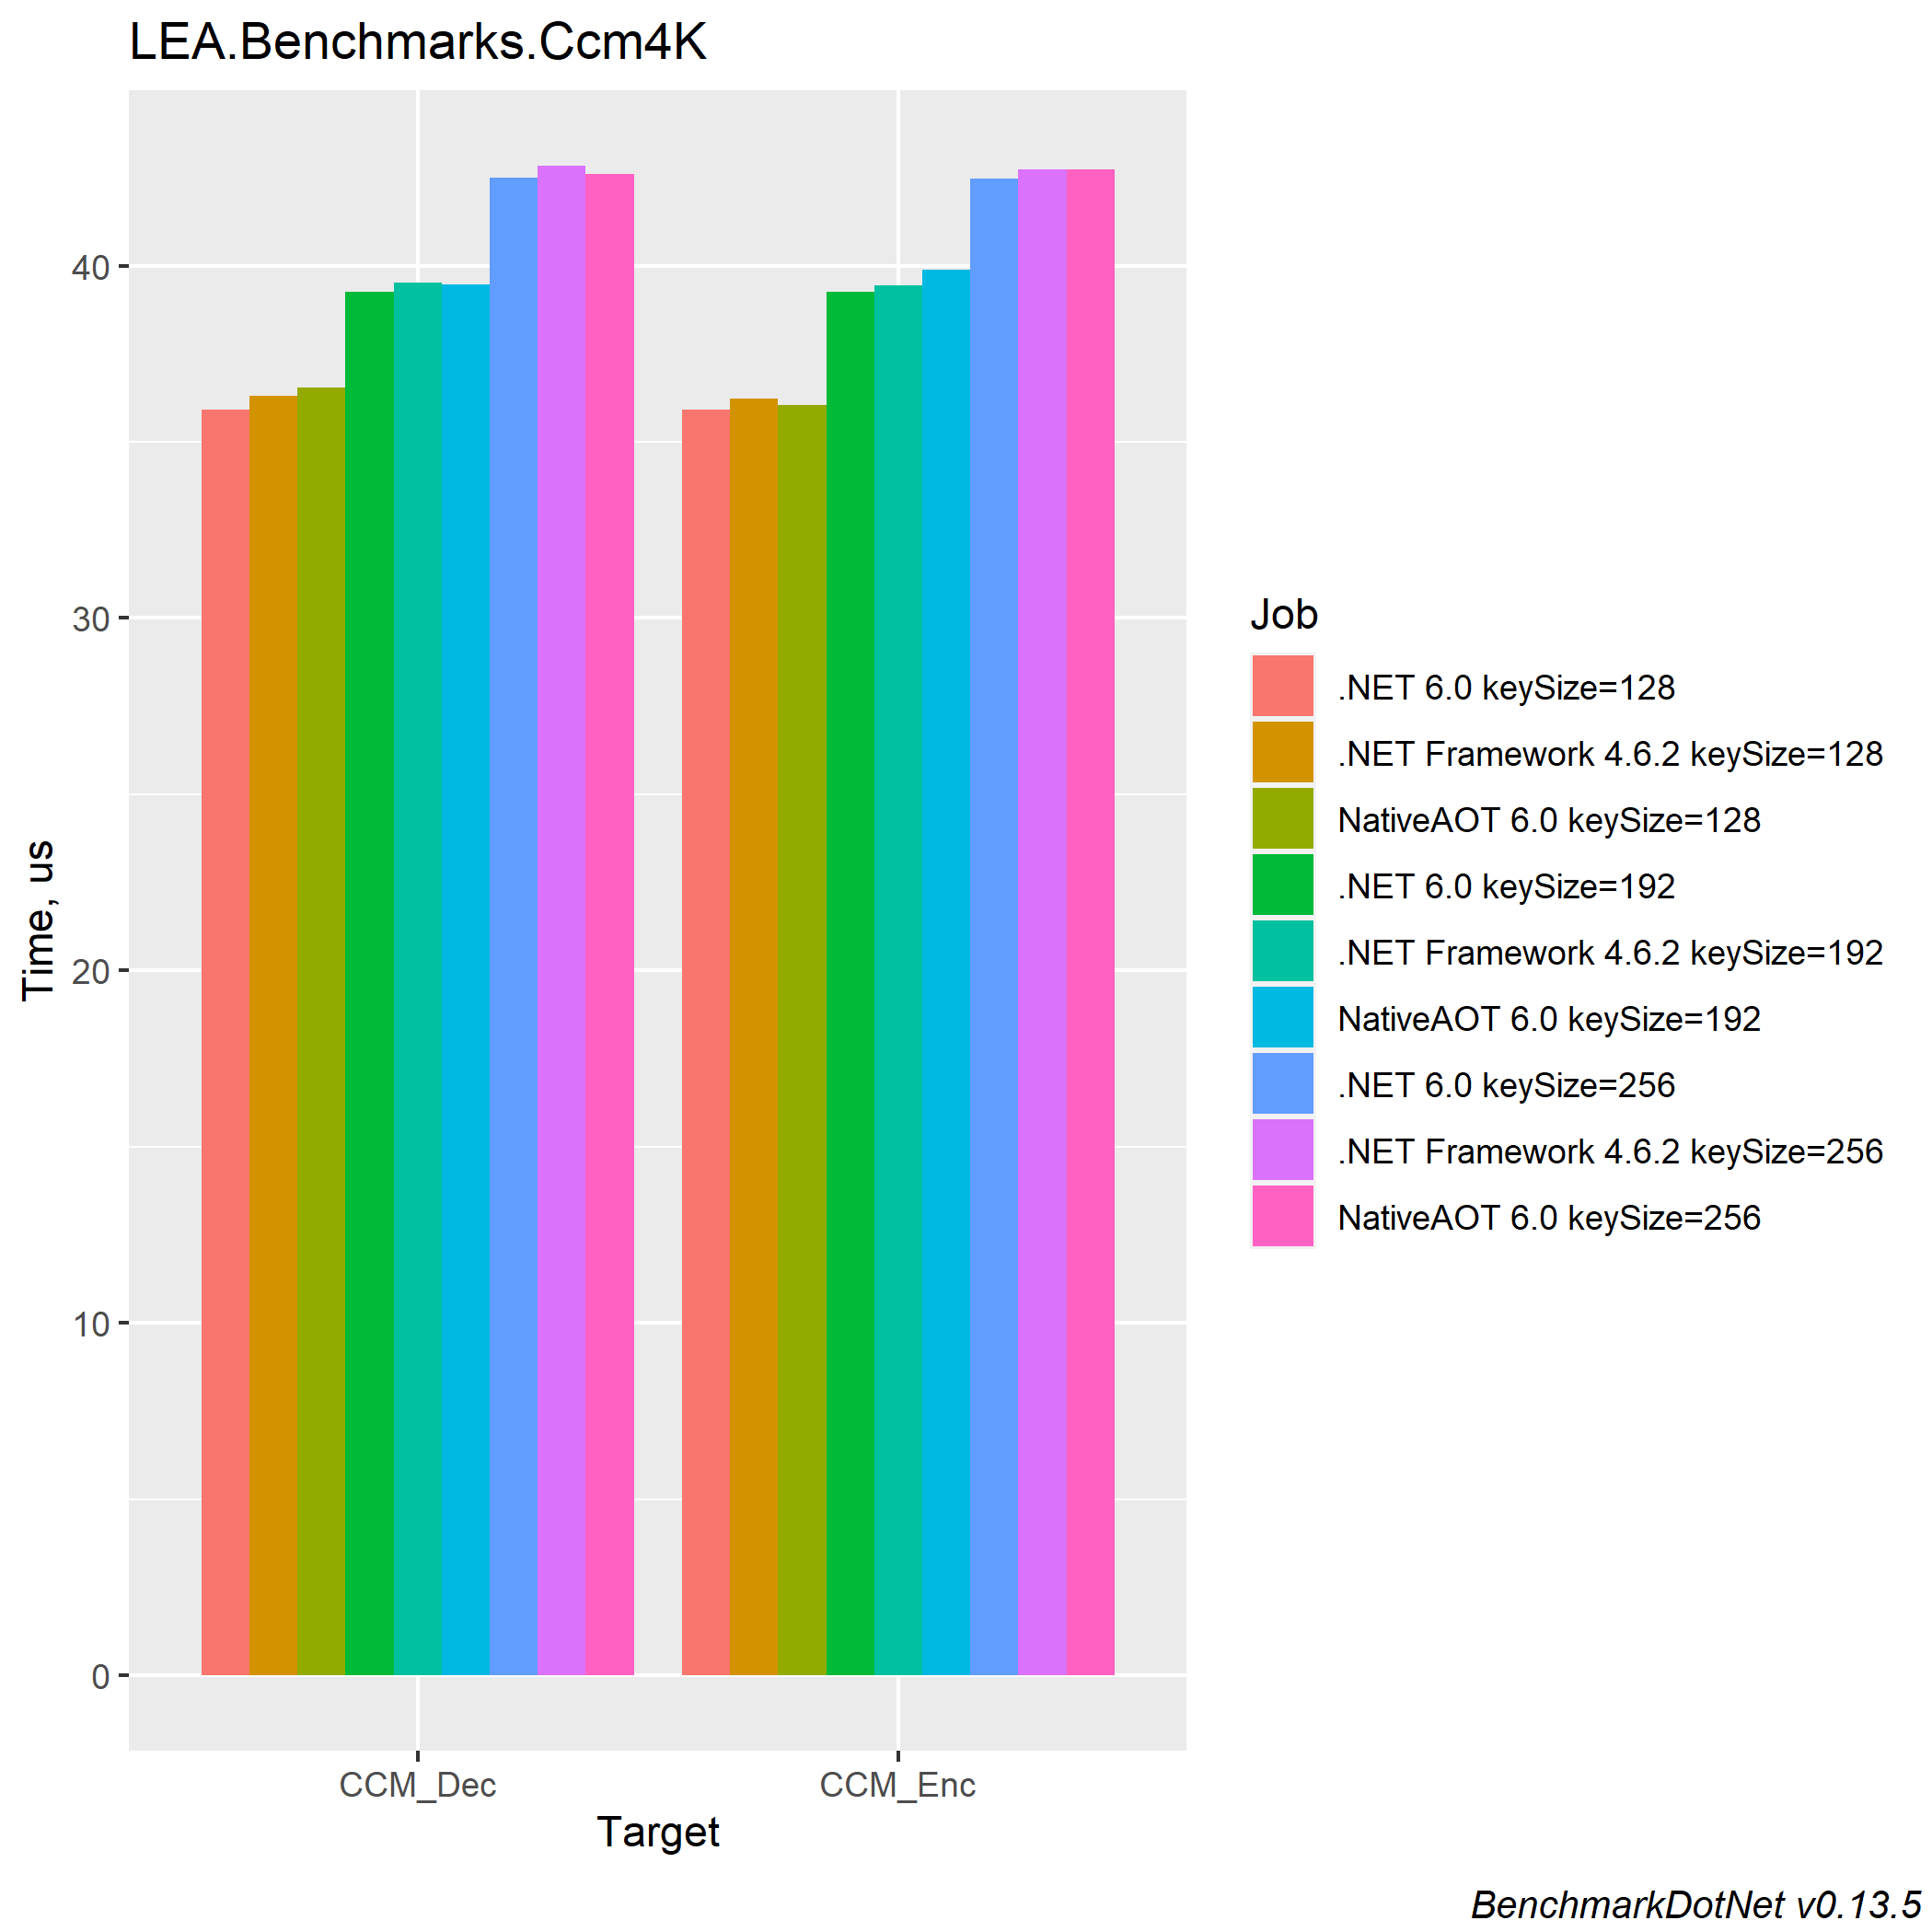 LEA.Benchmarks.Ccm4K
Time, us
40
30
20
10
0
CCM_Dec
CCM_Enc
Target
Job
.NET 6.0 keySize=128
.NET Framework 4.6.2 keySize=128
NativeAOT 6.0 keySize=128
.NET 6.0 keySize=192
.NET Framework 4.6.2 keySize=192
NativeAOT 6.0 keySize=192
.NET 6.0 keySize=256
.NET Framework 4.6.2 keySize=256
NativeAOT 6.0 keySize=256
BenchmarkDotNet v0.13.5